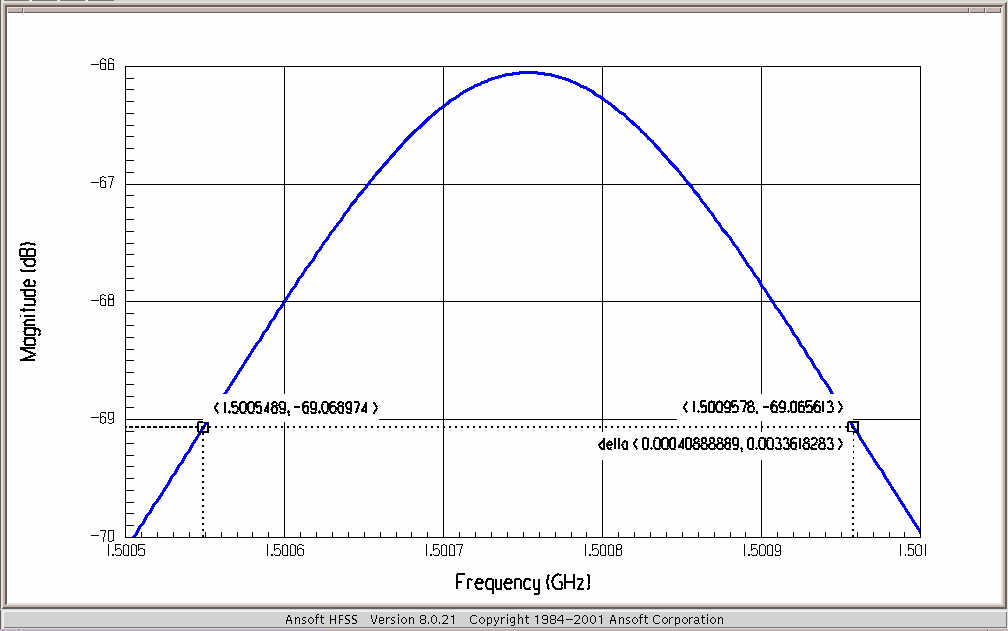 -66
-67
-68
-69
-70
Magnitude (dB)
(1.5005489, -69.068974)
(1.5009578, -69.065613)
delta (0.00040888889, 0.0033618283)
1.5005 1.5006 1.5007 1.5008 1.5009 1.501
Frequency (GHz)
Ansoft HFSS Version 8.0.21 Copyright 1984-2001 Ansoft Corporation